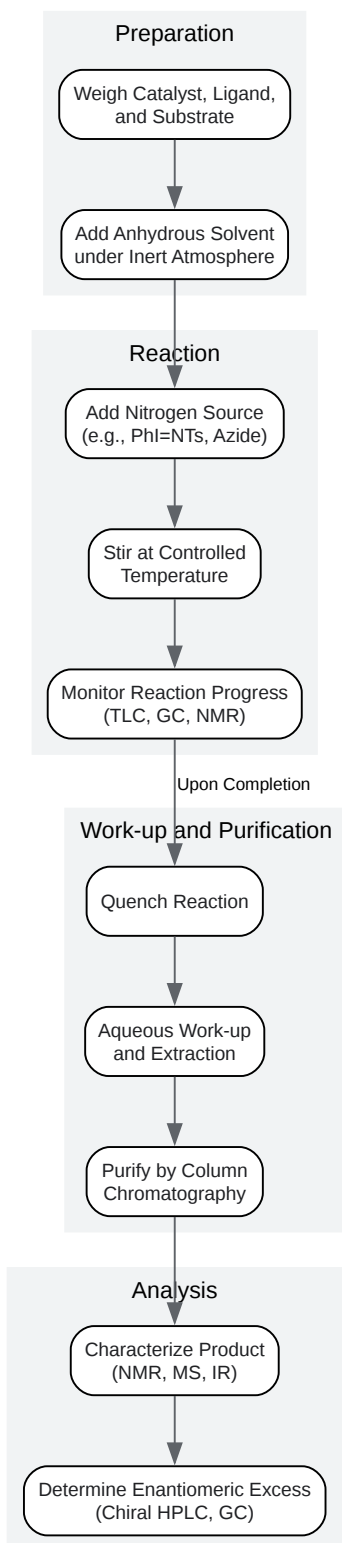 Preparation
Weigh Catalyst, Ligand,
and Substrate
Add Anhydrous Solvent
under Inert Atmosphere
Reaction
Add Nitrogen Source
(e.g., PhI=NTs, Azide)
Stir at Controlled
Temperature
Monitor Reaction Progress
(TLC, GC, NMR)
Upon Completion
Work-up and Purification
Quench Reaction
Aqueous Work-up
and Extraction
Purify by Column
Chromatography
Analysis
Characterize Product
(NMR, MS, IR)
Determine Enantiomeric Excess
(Chiral HPLC, GC)